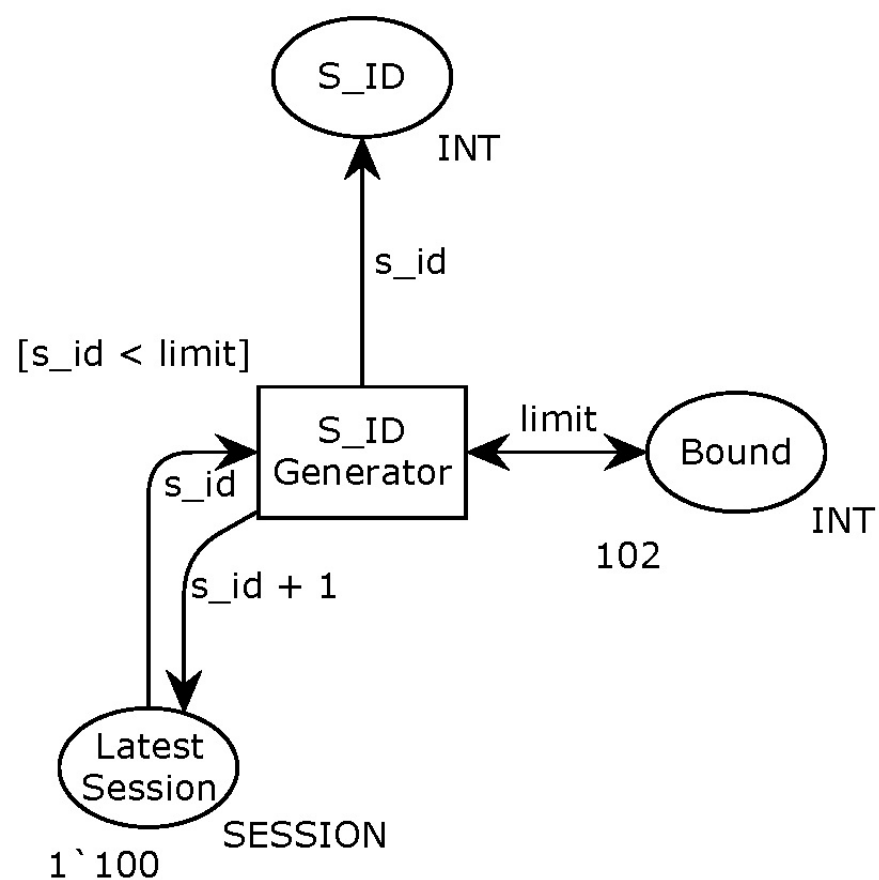 S_ID
INT
s_id
[s_id < limit]
S_ID
Generator
limit
Bound
INT
s_id
102
s_id + 1
Latest
Session
SESSION
1`100